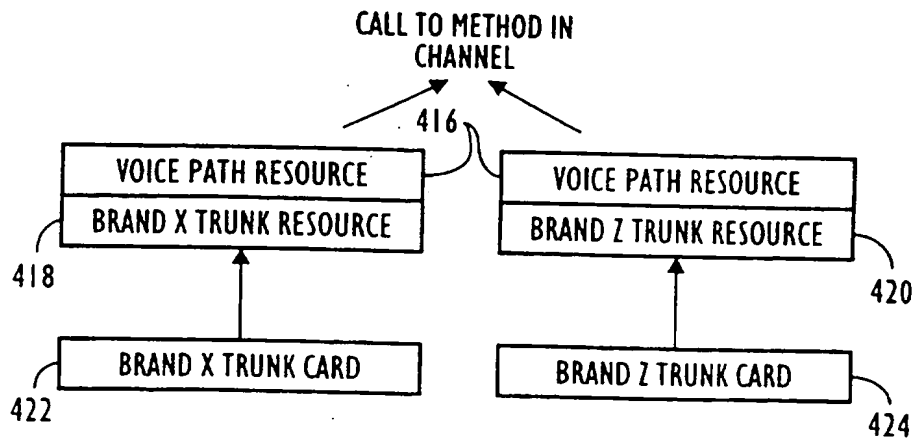 CALL TO METHOD IN
CHANNEL
416
VOICE PATH RESOURCE
VOICE PATH RESOURCE
BRAND X TRUNK RESOURCE
BRAND Z TRUNK RESOURCE
418
420
BRAND X TRUNK CARD
BRAND Z TRUNK CARD
422
424